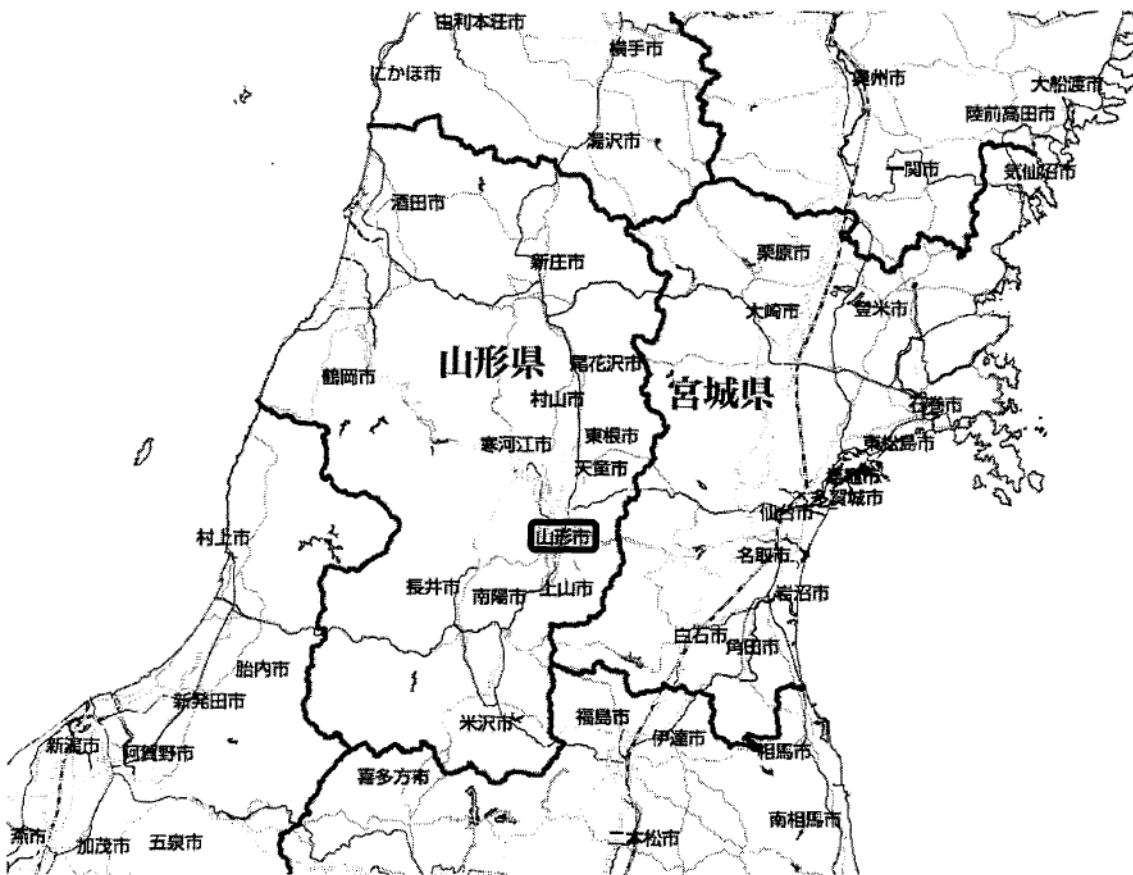 由利本荘市
横手市
にかほ市
奥州市
大船渡市
陸前高田市
湯沢市
一関市
気仙沼市
酒田市
栗原市
新庄市
大崎市
登米市
山形県
尾花沢市
鶴岡市
宮城県
村山市
石巻市
東根市
寒河江市
東松島市
天童市
塩竈市
多賀城市
仙台市
山形市
村上市
名取市
長井市
南陽市
上山市
岩沼市
白石市
角田市
胎内市
新発田市
米沢市
福島市
伊達市
新潟市
阿賀野市
相馬市
喜多方市
南相馬市
燕市
加茂市
五泉市
二本松市